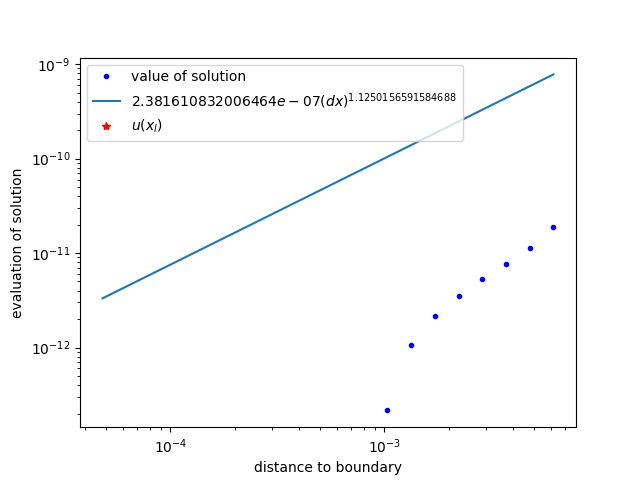 10^{-9}
value of solution
2.381610832006464e − 07(dx)^{1.1250156591584688}
u(x_l)
10^{-10}
10^{-11}
10^{-12}
evaluation of solution
10^{-4}
10^{-3}
distance to boundary